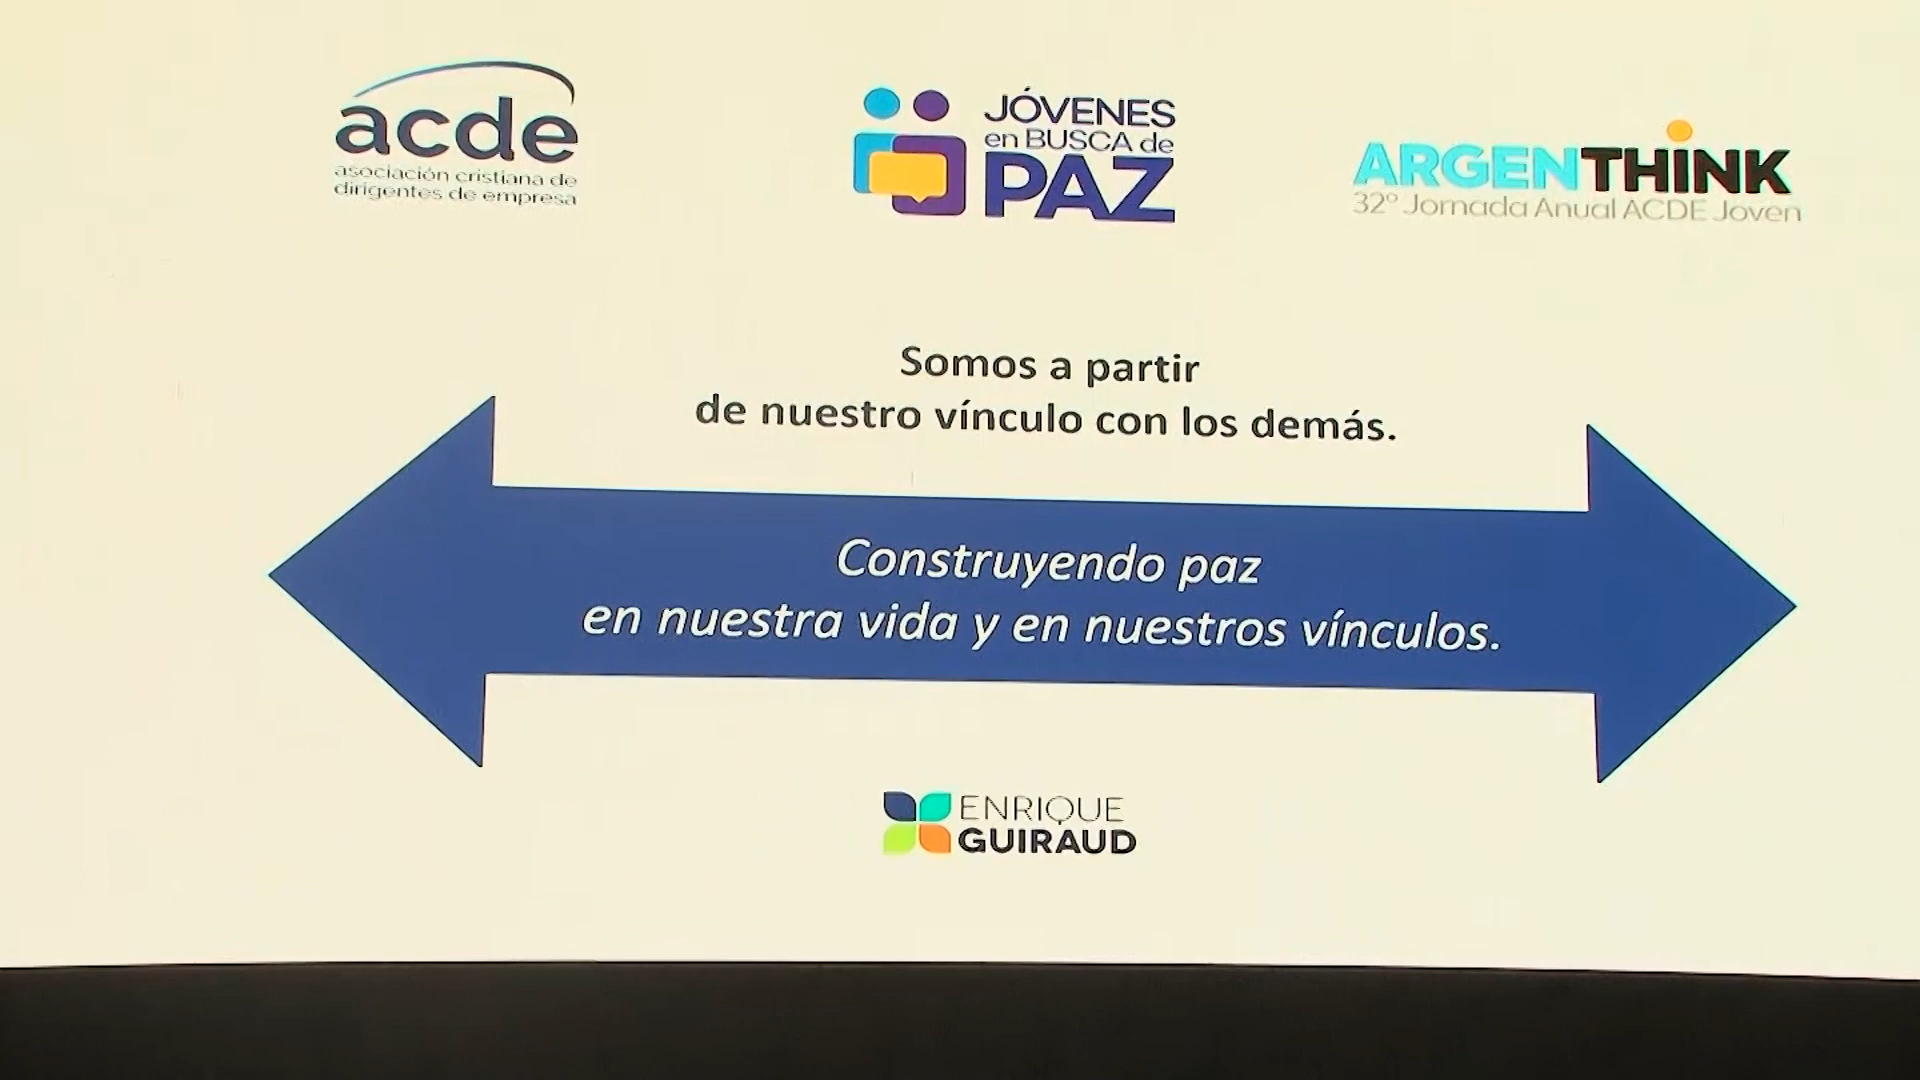 acde
asociación cristiana de
dirigentes de empresa
JÓVENES
en BUSCA de
PAZ
ARGENTHINK
32° Jornada Anual ACDE Joven
Somos a partir
de nuestro vínculo con los demás.
Construyendo paz
en nuestra vida y en nuestros vínculos.
ENRIQUE
GUIRAUD